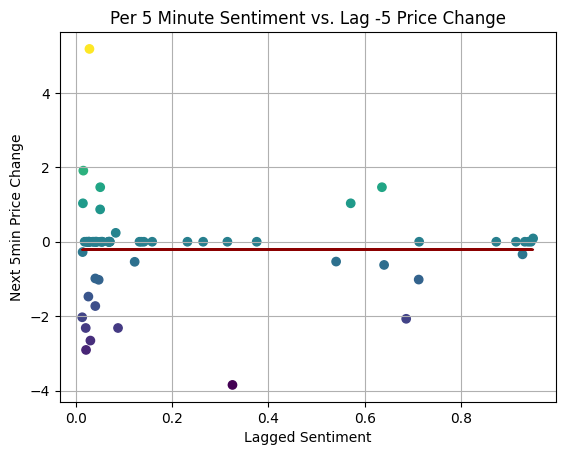 Per 5 Minute Sentiment vs. Lag -5 Price Change
Next 5min Price Change
4
2
0
−2
−4
0.0 0.2 0.4 0.6 0.8
Lagged Sentiment